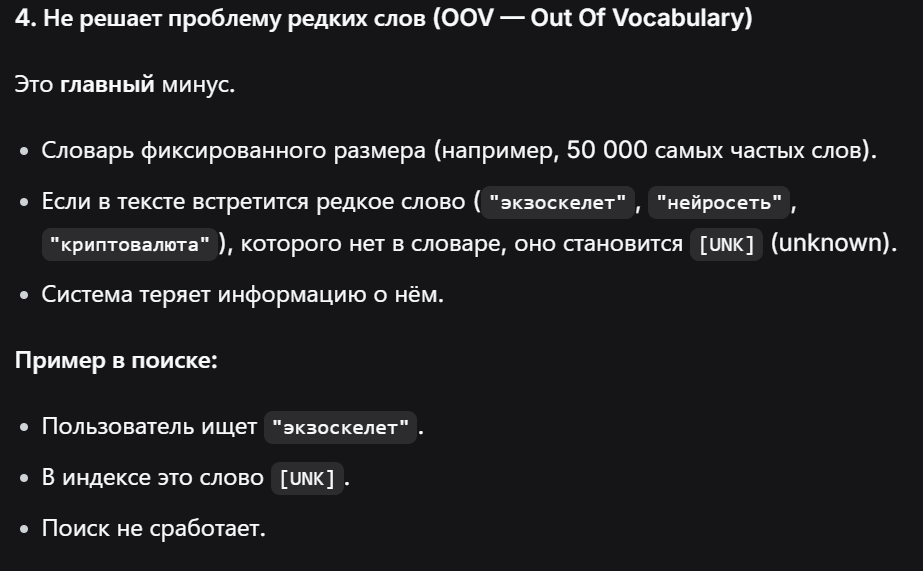 4. Не решает проблему редких слов (OOV — Out Of Vocabulary)
Это главный минус.
• Словарь фиксированного размера (например, 50 000 самых частых слов).
• Если в тексте встретится редкое слово ("экзоскелет", "нейросеть",
"криптовалюта"), которого нет в словаре, оно становится [UNK] (unknown).
• Система теряет информацию о нём.
Пример в поиске:
• Пользователь ищет "экзоскелет".
• В индексе это слово [UNK].
• Поиск не сработает.